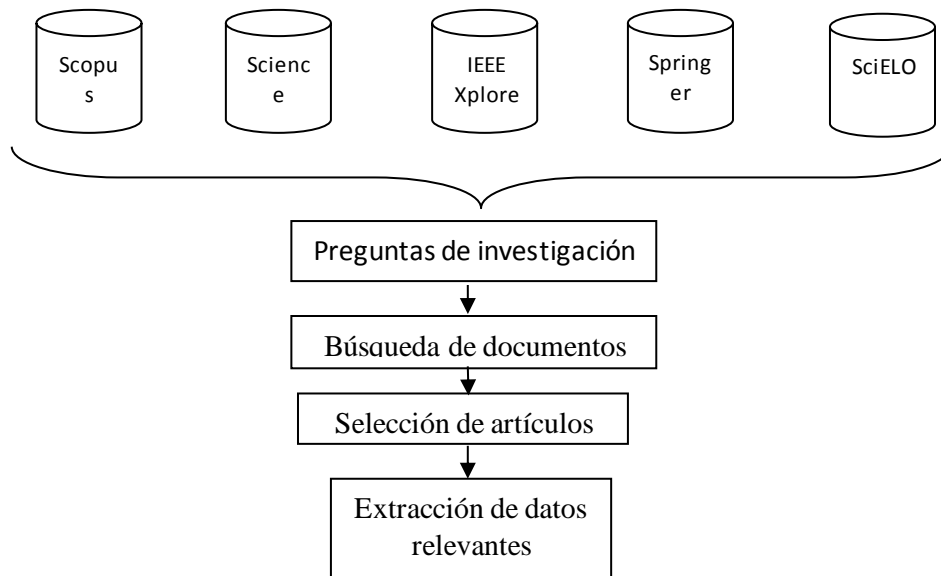 Scopu
s
Scienc
e
IEEE
Xplore
Spring
er
SciELO
Preguntas de investigación
Búsqueda de documentos
Selección de artículos
Extracción de datos
relevantes